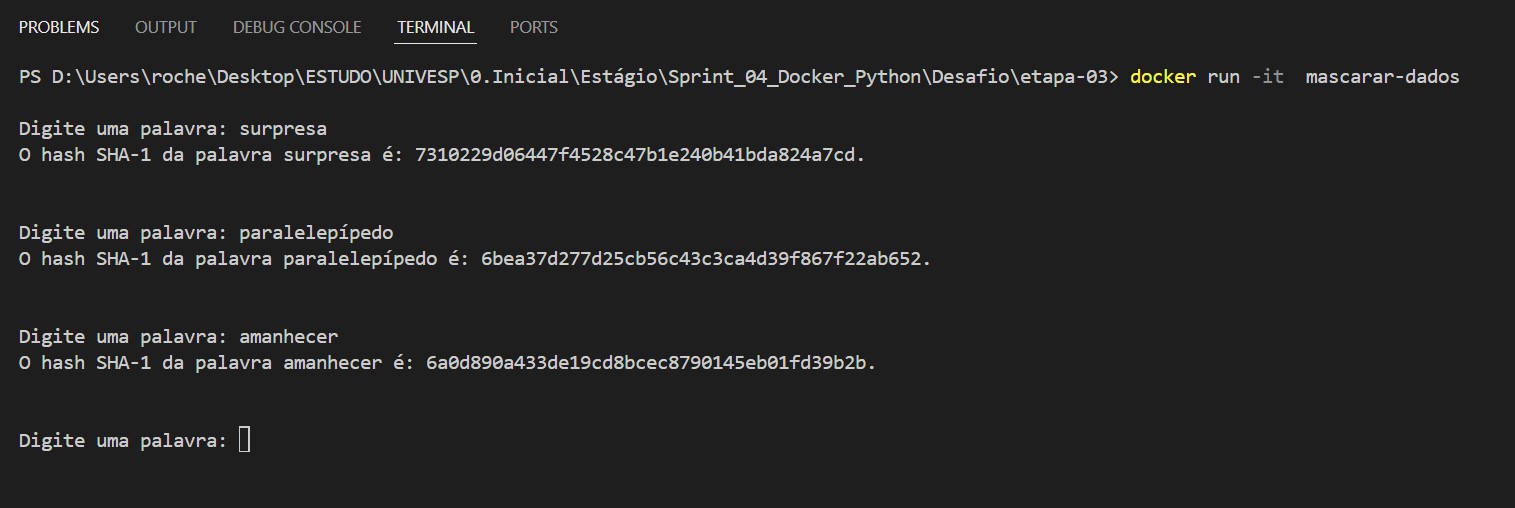 PROBLEMS OUTPUT DEBUG CONSOLE TERMINAL PORTS
PS D:\Users\roche\Desktop\ESTUDO\UNIVESP\0.Inicial\Estágio\Sprint_04_Docker_Python\Desafio\etapa-03> docker run -it  mascarar-dados
Digite uma palavra: surpresa
O hash SHA-1 da palavra surpresa é: 7310229d06447f4528c47b1e240b41bda824a7cd.
Digite uma palavra: paralelepípedo
O hash SHA-1 da palavra paralelepípedo é: 6bea37d277d25cb56c43c3ca4d39f867f22ab652.
Digite uma palavra: amanhecer
O hash SHA-1 da palavra amanhecer é: 6a0d890a433de19cd8bcec8790145eb01fd39b2b.
Digite uma palavra: